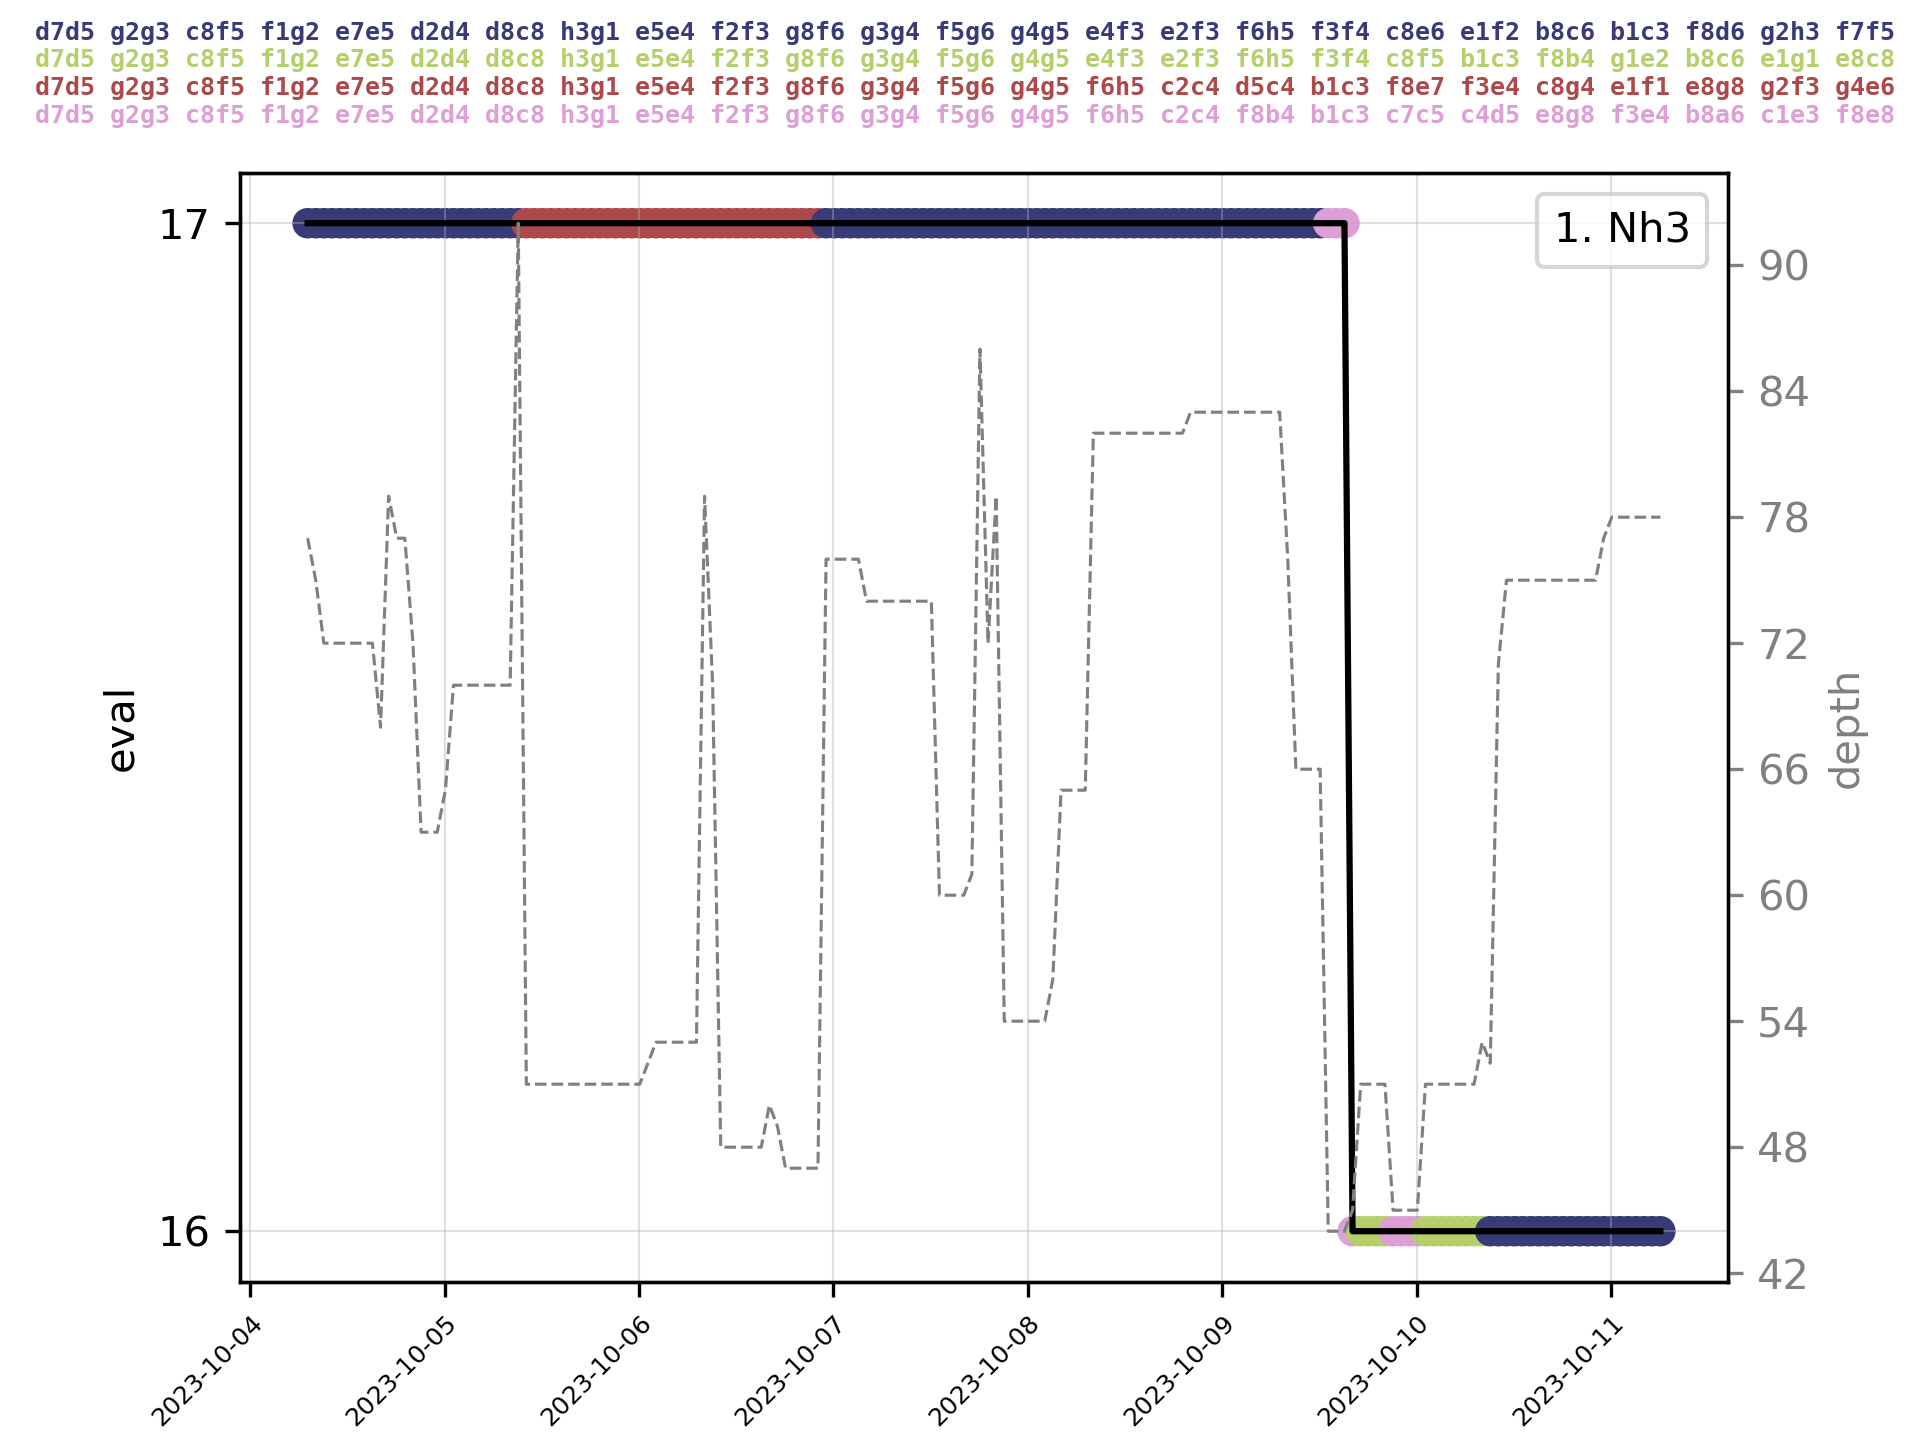 d7d5 g2g3 c8f5 f1g2 e7e5 d2d4 d8c8 h3g1 e5e4 f2f3 g8f6 g3g4 f5g6 g4g5 e4f3 e2f3 f6h5 f3f4 c8e6 e1f2 b8c6 b1c3 f8d6 g2h3 f7f5
d7d5 g2g3 c8f5 f1g2 e7e5 d2d4 d8c8 h3g1 e5e4 f2f3 g8f6 g3g4 f5g6 g4g5 e4f3 e2f3 f6h5 f3f4 c8f5 b1c3 f8b4 g1e2 b8c6 e1g1 e8c8
d7d5 g2g3 c8f5 f1g2 e7e5 d2d4 d8c8 h3g1 e5e4 f2f3 g8f6 g3g4 f5g6 g4g5 f6h5 c2c4 d5c4 b1c3 f8e7 f3e4 c8g4 e1f1 e8g8 g2f3 g4e6
d7d5 g2g3 c8f5 f1g2 e7e5 d2d4 d8c8 h3g1 e5e4 f2f3 g8f6 g3g4 f5g6 g4g5 f6h5 c2c4 f8b4 b1c3 c7c5 c4d5 e8g8 f3e4 b8a6 c1e3 f8e8
1. Nh3
17
16
eval
90
84
78
72
66
60
54
48
42
depth
2023-10-04
2023-10-05
2023-10-06
2023-10-07
2023-10-08
2023-10-09
2023-10-10
2023-10-11